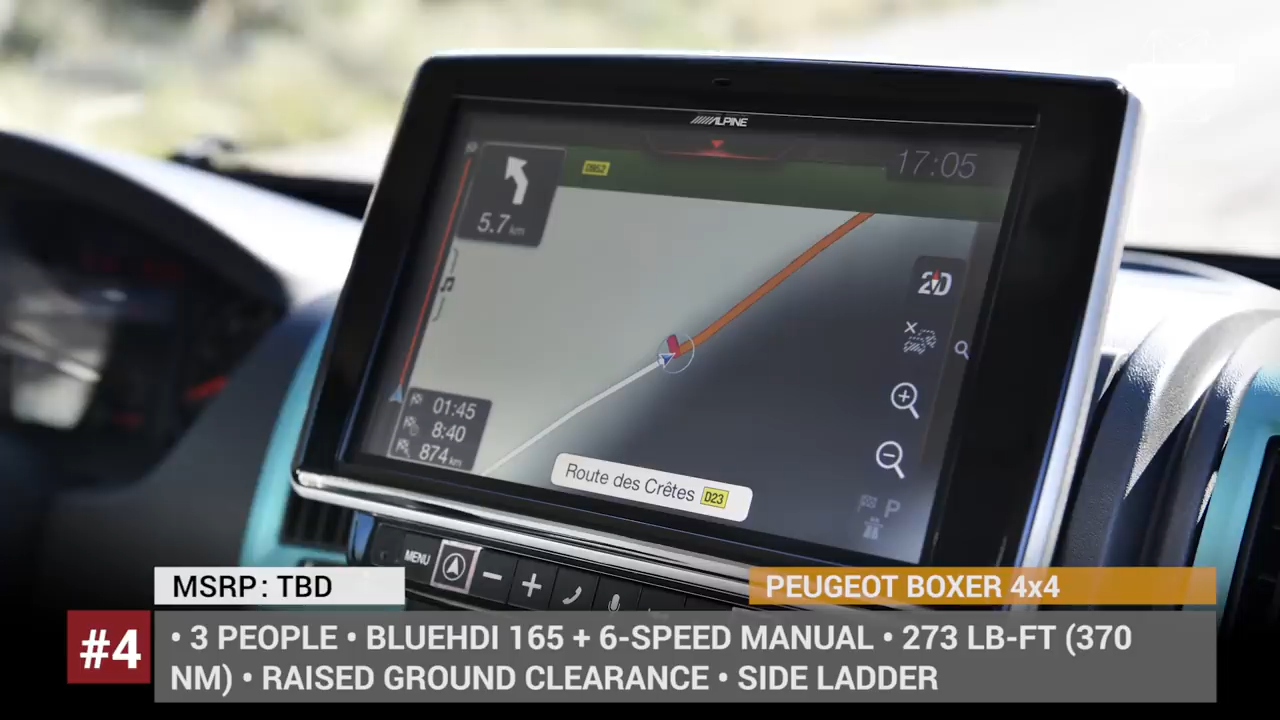 ALPINE
17:05
D952
5.7 km
2D
01:45
8:40
874 km
Route des Crêtes D23
P
MENU
MSRP: TBD
PEUGEOT BOXER 4x4
#4
• 3 PEOPLE • BLUEHDI 165 + 6-SPEED MANUAL • 273 LB-FT (370
NM) • RAISED GROUND CLEARANCE • SIDE LADDER